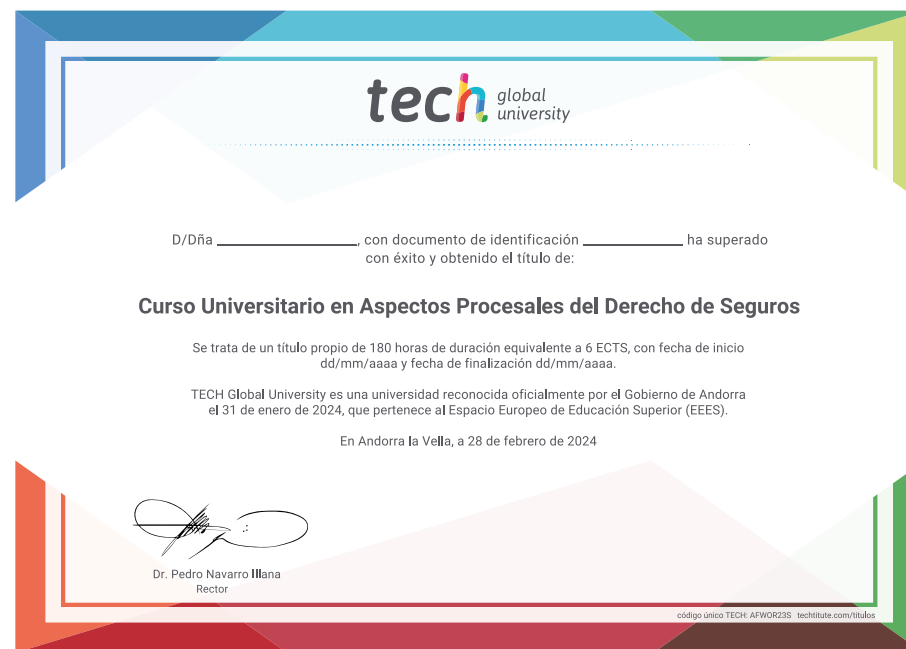 tech global university
D/Dña ________________, con documento de identificación ____________ ha superado
con éxito y obtenido el título de:
Curso Universitario en Aspectos Procesales del Derecho de Seguros
Se trata de un título propio de 180 horas de duración equivalente a 6 ECTS, con fecha de inicio
dd/mm/aaaa y fecha de finalización dd/mm/aaaa.
TECH Global University es una universidad reconocida oficialmente por el Gobierno de Andorra
el 31 de enero de 2024, que pertenece al Espacio Europeo de Educación Superior (EEES).
En Andorra la Vella, a 28 de febrero de 2024
Dr. Pedro Navarro Illana
Rector
código único TECH: AFWOR23S techtitute.com/titulos